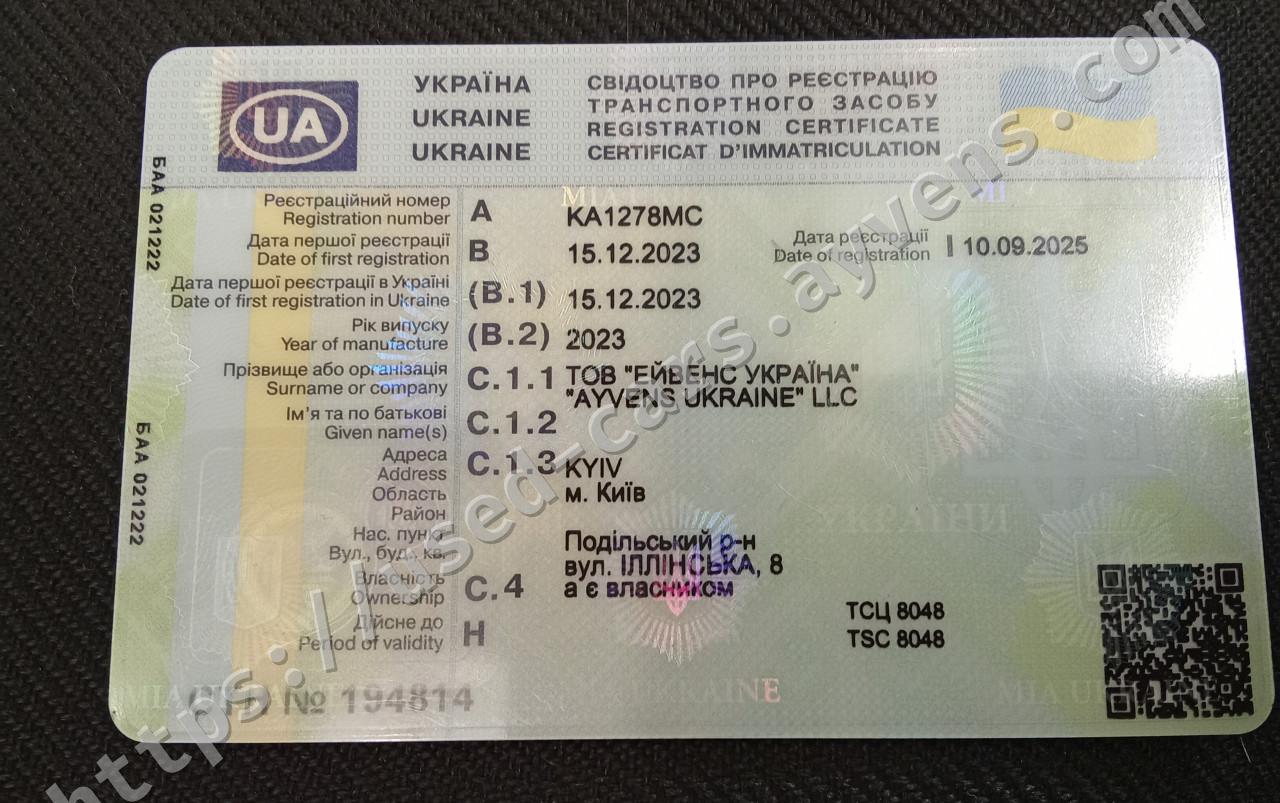 UA
УКРАЇНА
UKRAINE
UKRAINE
СВІДОЦТВО ПРО РЕЄСТРАЦІЮ
ТРАНСПОРТНОГО ЗАСОБУ
REGISTRATION CERTIFICATE
CERTIFICAT D'IMMATRICULATION
БАА 021222
БАА 021222
Реєстраційний номер
Registration number
A
KA1278MC
Дата першої реєстрації
Date of first registration
B
15.12.2023
Дата реєстрації
Date of registration
I 10.09.2025
Дата першої реєстрації в Україні
Date of first registration in Ukraine
(B.1)
15.12.2023
Рік випуску
Year of manufacture
(B.2)
2023
Прізвище або організація
Surname or company
C.1.1
ТОВ "ЕЙВЕНС УКРАЇНА"
"AYVENS UKRAINE" LLC
Ім'я та по батькові
Given name(s)
C.1.2
Адреса
Address
C.1.3
KYIV
Область
м. Київ
Район
Нас. пункт
Подільський р-н
Вул., буд., кв.
вул. ІЛЛІНСЬКА, 8
Власність
Ownership
C.4
а є власником
Дійсне до
Period of validity
H
ТСЦ 8048
TSC 8048
№ 194814
MIA UKRAINE
https://used-cars.ayvens.com